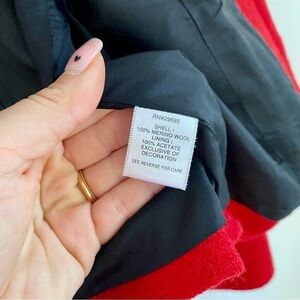 RN#29685
SHELL:
100% MERINO WOOL
LINING:
100% ACETATE
EXCLUSIVE OF
DECORATION
SEE REVERSE FOR CARE